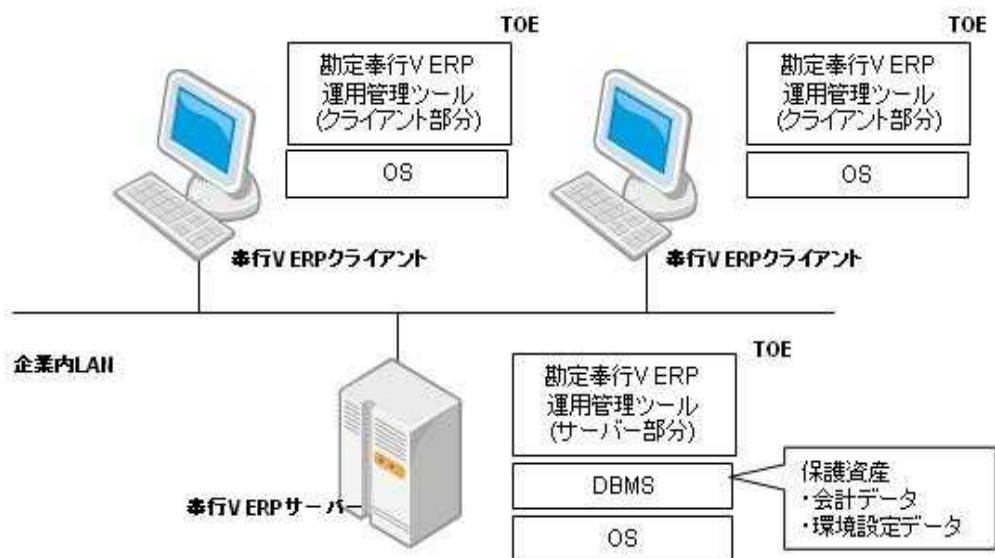 TOE
勘定奉行V ERP
運用管理ツール
(クライアント部分)
OS
奉行V ERPクライアント
TOE
勘定奉行V ERP
運用管理ツール
(クライアント部分)
OS
奉行V ERPクライアント
企業内LAN
TOE
勘定奉行V ERP
運用管理ツール
(サーバー部分)
DBMS
OS
奉行V ERPサーバー
保護資産
・会計データ
・環境設定データ